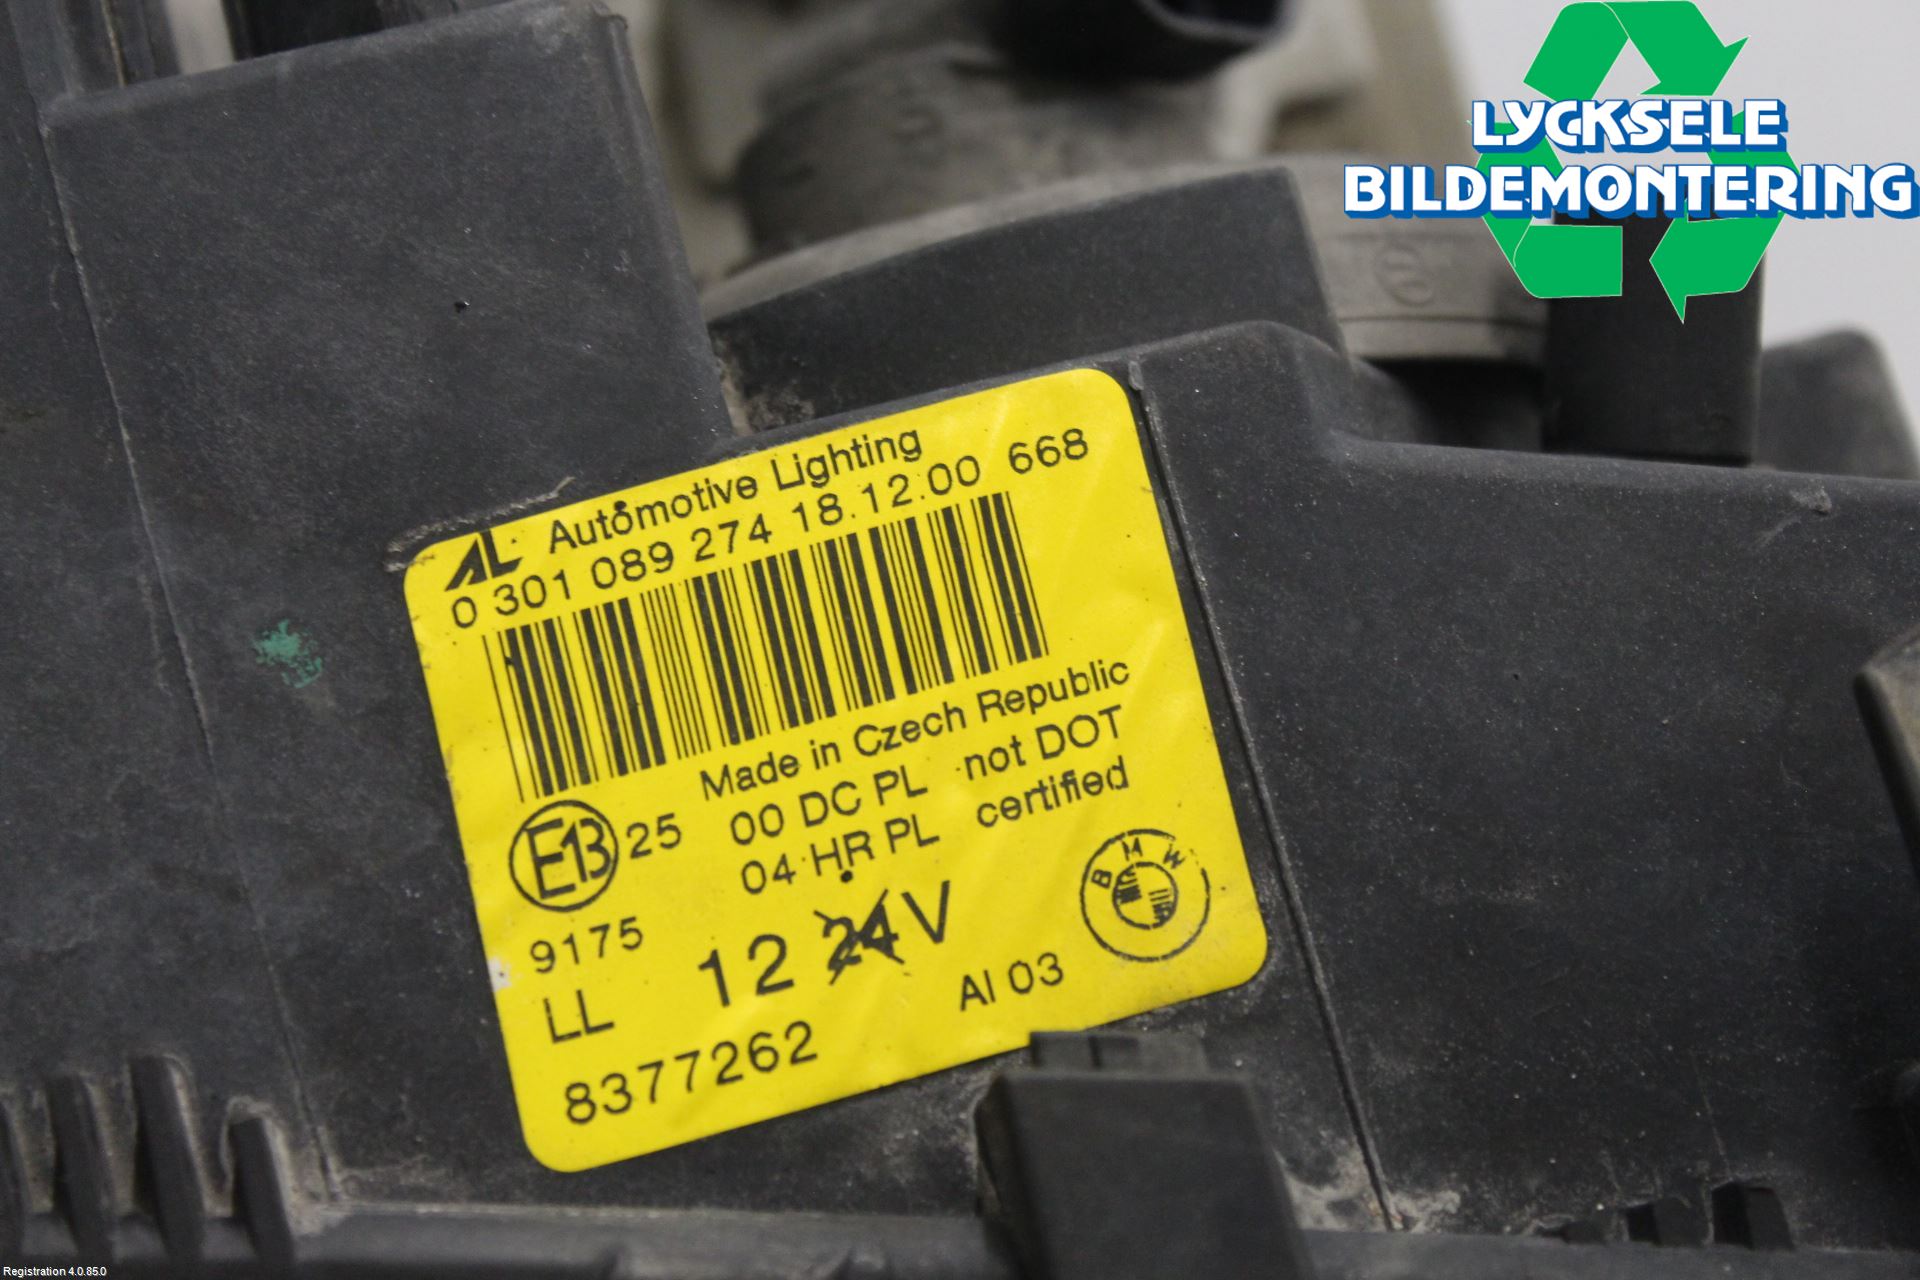 LYCKSELE
BILDEMONTERING
AL Automotive Lighting
0 301 089 274 18.12.00 668
Made in Czech Republic
E13 25 00 DC PL not DOT
04 HR PL certified
9175
12 24 V
BMW
LL
AI 03
8377262
Registration 4.0.85.0